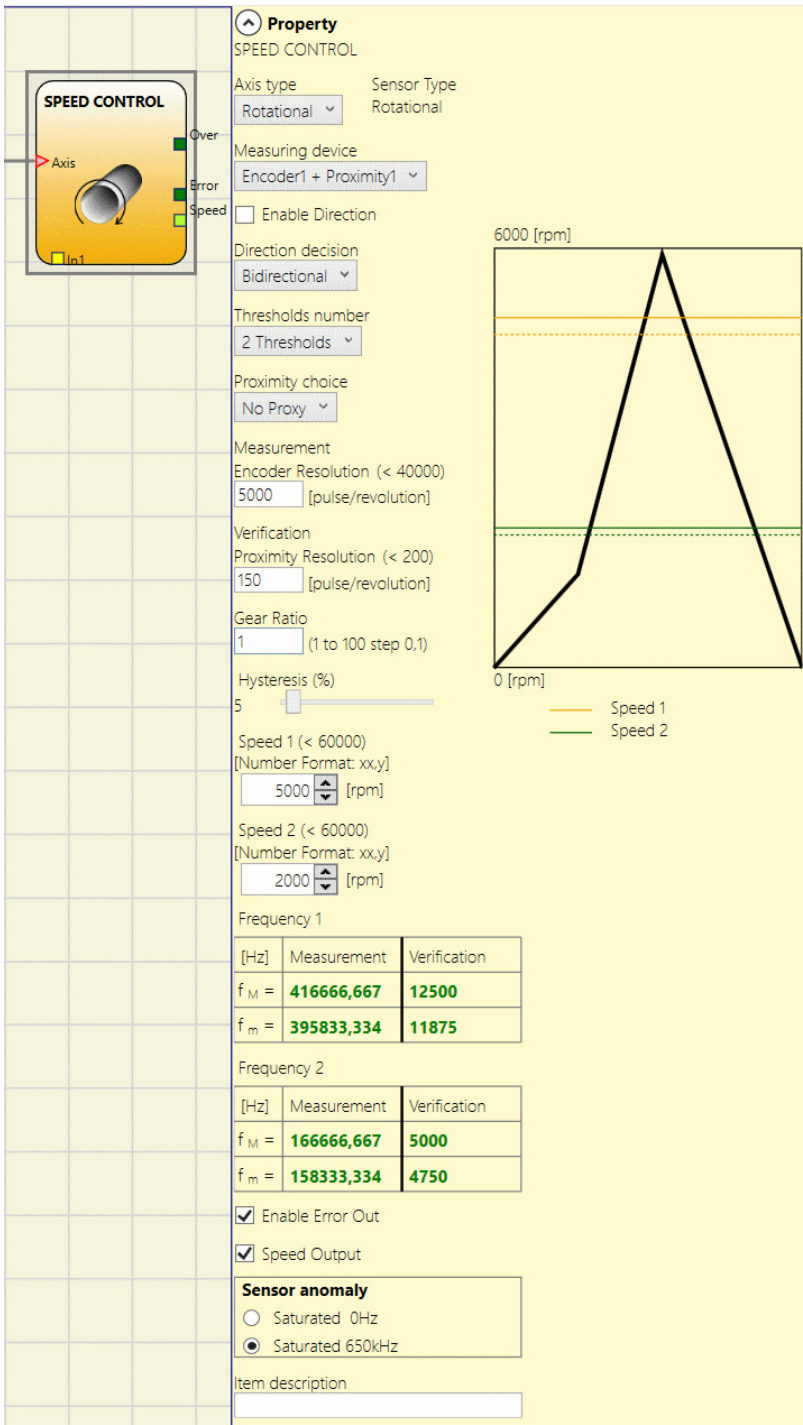 SPEED CONTROL
Over
Axis
Error
Speed
In1
Property
SPEED CONTROL
Axis type Sensor Type
Rotational Rotational
Measuring device
Encoder1 + Proximity1
Enable Direction
Direction decision
Bidirectional
Thresholds number
2 Thresholds
Proximity choice
No Proxy
Measurement
Encoder Resolution (< 40000)
5000 [pulse/revolution]
Verification
Proximity Resolution (< 200)
150 [pulse/revolution]
Gear Ratio
1 (1 to 100 step 0,1)
Hysteresis (%)
5
Speed 1 (< 60000)
[Number Format: xx,y]
5000 [rpm]
Speed 2 (< 60000)
[Number Format: xx,y]
2000 [rpm]
Frequency 1
[Hz] Measurement Verification
f M = 416666,667 12500
f m = 395833,334 11875
Frequency 2
[Hz] Measurement Verification
f M = 166666,667 5000
f m = 158333,334 4750
Enable Error Out
Speed Output
Sensor anomaly
Saturated 0Hz
Saturated 650kHz
Item description
6000 [rpm]
0 [rpm]
Speed 1
Speed 2